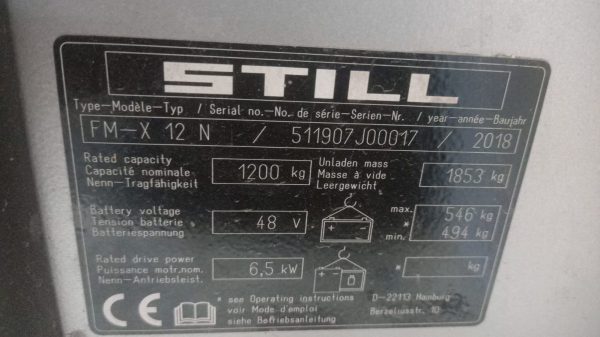 STILL
Type-Modèle-Typ / Serial no.-No. de série-Serien-Nr. / year-année-Baujahr
FM-X 12 N / 511907J00017 / 2018
Rated capacity
Capacité nominale
Nenn-Tragfähigkeit
1200 kg
Unladen mass
Masse à vide
Leergewicht
1853 kg
Battery voltage
Tension batterie
Batteriespannung
48 V
+ -
max. 546 kg
* min. 494 kg
Rated drive power
Puissance motr.nom.
Nenn-Antriebsleist.
6,5 kW
+ -
* kg
CE
* see Operating instructions
voir Mode d'emploi
siehe Betriebsanleitung
D-22113 Hamburg
Berzeliusstr. 10